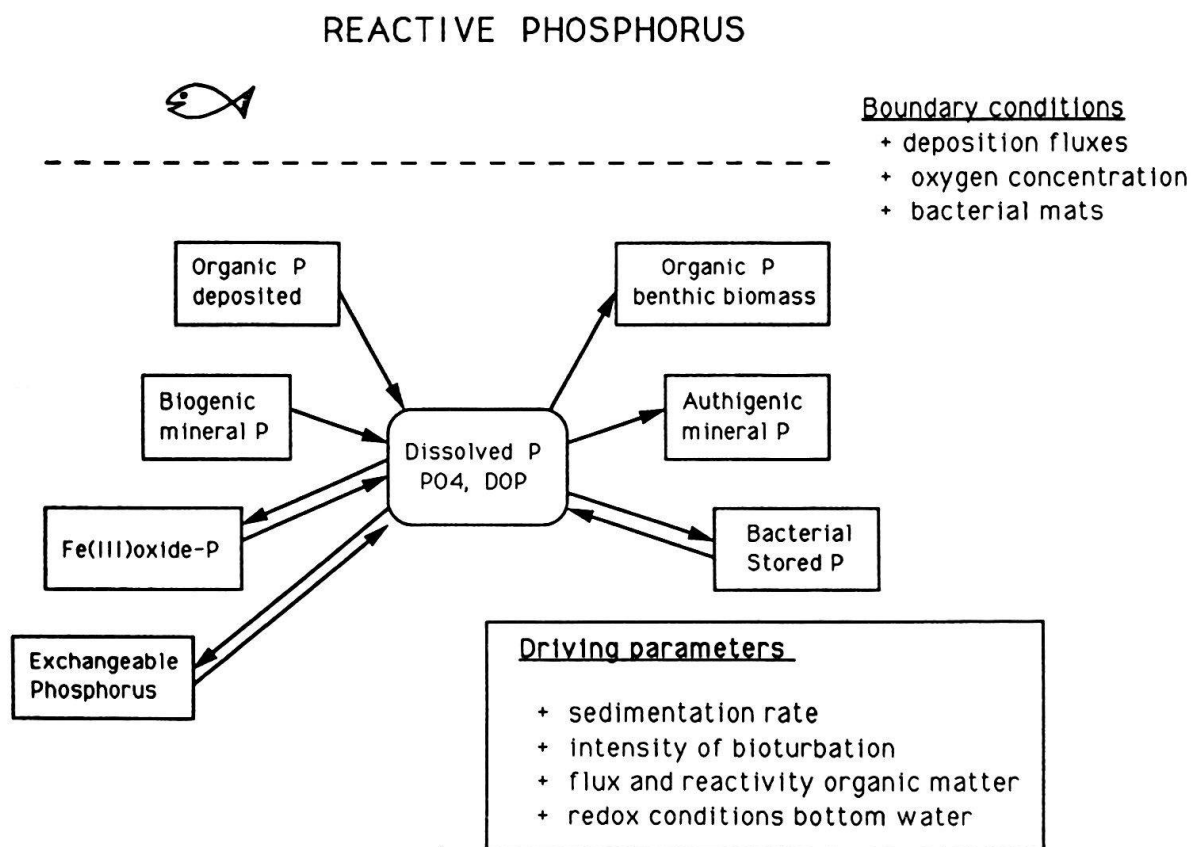 REACTIVE PHOSPHORUS
Boundary conditions
+ deposition fluxes
+ oxygen concentration
+ bacterial mats
Organic P
deposited
Organic P
benthic biomass
Biogenic
mineral P
Authigenic
mineral P
Dissolved P
PO4, DOP
Fe(III)oxide-P
Bacterial
Stored P
Exchangeable
Phosphorus
Driving parameters
+ sedimentation rate
+ intensity of bioturbation
+ flux and reactivity organic matter
+ redox conditions bottom water